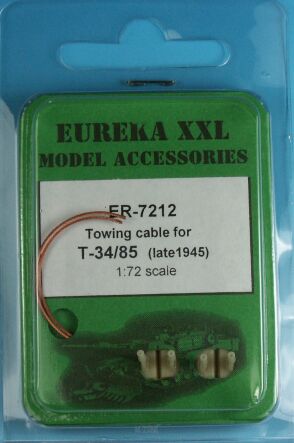 EUREKA XXL
MODEL ACCESSORIES
ER-7212
Towing cable for
T-34/85 (late1945)
1:72 scale